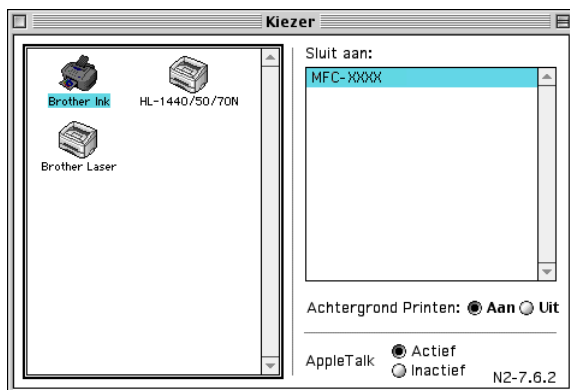 Kiezer
Brother Ink
HL-1440/50/70N
Brother Laser
Sluit aan:
MFC-XXXX
Achtergrond Printen: Aan Uit
AppleTalk Actief
Inactief
N2-7.6.2